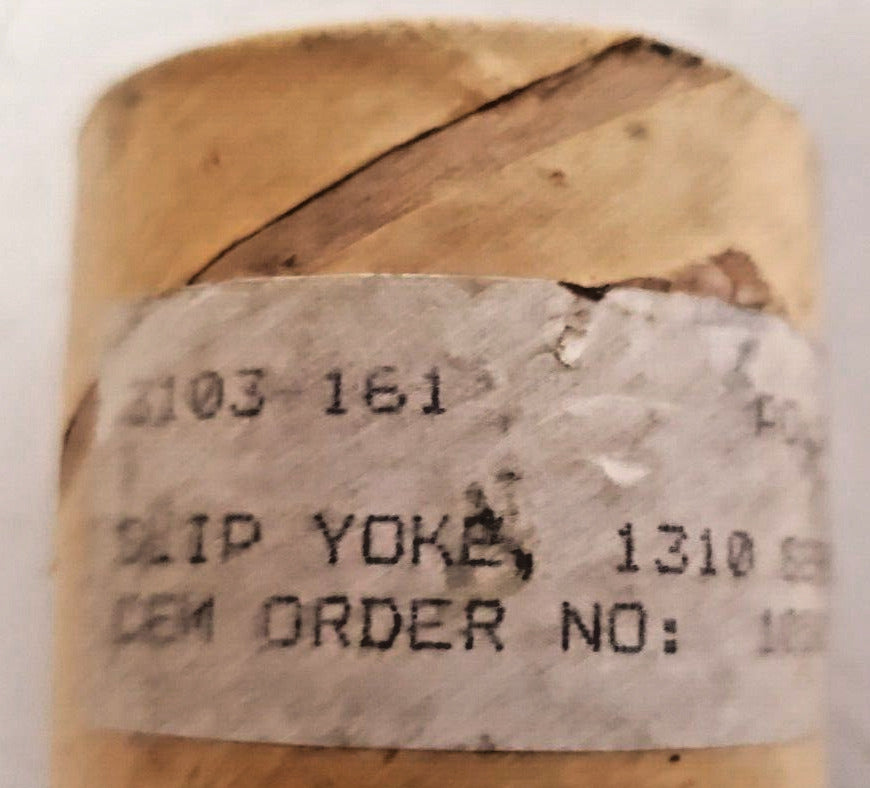 3103-161
SLIP YOKE, 1310
OEM ORDER NO: